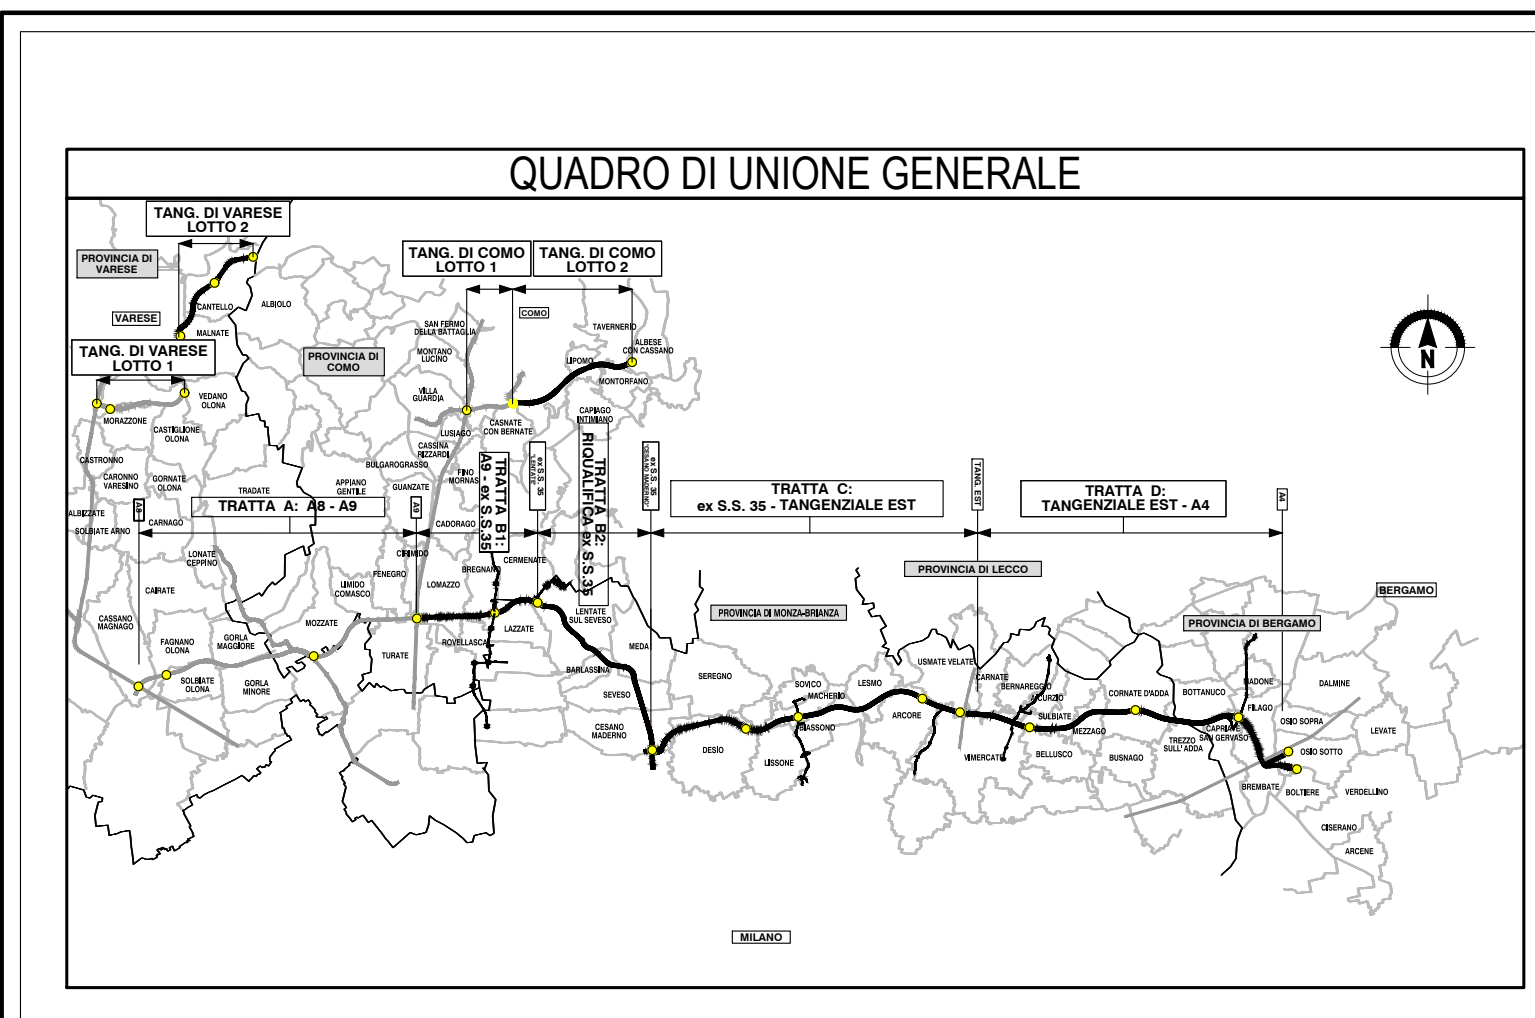 QUADRO DI UNIONE GENERALE
TANG. DI VARESE
LOTTO 2
PROVINCIA DI
VARESE
CANTELLO
ALBIOLO
VARESE
MALNATE
TANG. DI VARESE
LOTTO 1
PROVINCIA DI
COMO
TANG. DI COMO
LOTTO 1
TANG. DI COMO
LOTTO 2
COMO
SAN FERMO
DELLA BATTAGLIA
MONTANO
LUCINO
TAVERNERIO
ALBESE
CON CASSANO
LIPOMO
MONTORFANO
VILLA
GUARDIA
CAPIAGO
INTIMIANO
CASNATE
CON BERNATE
LUSIAGO
CASSINA
RIZZARDI
BULGAROGRASSO
FINO
MORNAS
GUANZATE
APPIANO
GENTILE
CADORAGO
VEDANO
OLONA
MORAZZONE
CASTIGLIONE
OLONA
CASTRONNO
CARONNO
VARESINO
GORNATE
OLONA
TRADATE
ALBIZZATE
SOLBIATE ARNO
CARNAGO
A8
TRATTA A: A8 - A9
A9
TRATTA B1:
A9 - ex S.S.35
ex S.S. 35
"LENTATE"
TRATTA B2:
RIQUALIFICA ex S.S.35
ex S.S. 35
"CESANO MADERNO"
TRATTA C:
ex S.S. 35 - TANGENZIALE EST
TANG. EST
TRATTA D:
TANGENZIALE EST - A4
A4
N
LONATE
CEPPINO
CAIRATE
CASSANO
MAGNAGO
FAGNANO
OLONA
GORLA
MAGGIORE
SOLBIATE
OLONA
GORLA
MINORE
MOZZATE
LIMIDO
COMASCO
FENEGRO
CIRIMIDO
LOMAZZO
BREGNANO
CERMENATE
TURATE
ROVELLASCA
LAZZATE
LENTATE
SUL SEVESO
MEDA
BARLASSINA
SEVESO
CESANO
MADERNO
PROVINCIA DI MONZA-BRIANZA
PROVINCIA DI LECCO
PROVINCIA DI BERGAMO
BERGAMO
SEREGNO
DESIO
LISSONE
SOVICO
MACHERIO
BIASSONO
LESMO
ARCORE
USMATE VELATE
CARNATE
BERNAREGGIO
AICURZIO
SULBIATE
VIMERCATE
BELLUSCO
MEZZAGO
CORNATE D'ADDA
BUSNAGO
TREZZO
SULL'ADDA
BOTTANUCO
MADONE
CAPRIATE
SAN GERVASO
FILAGO
DALMINE
OSIO SOPRA
OSIO SOTTO
LEVATE
BREMBATE
BOLTIERE
VERDELLINO
CISERANO
ARCENE
MILANO